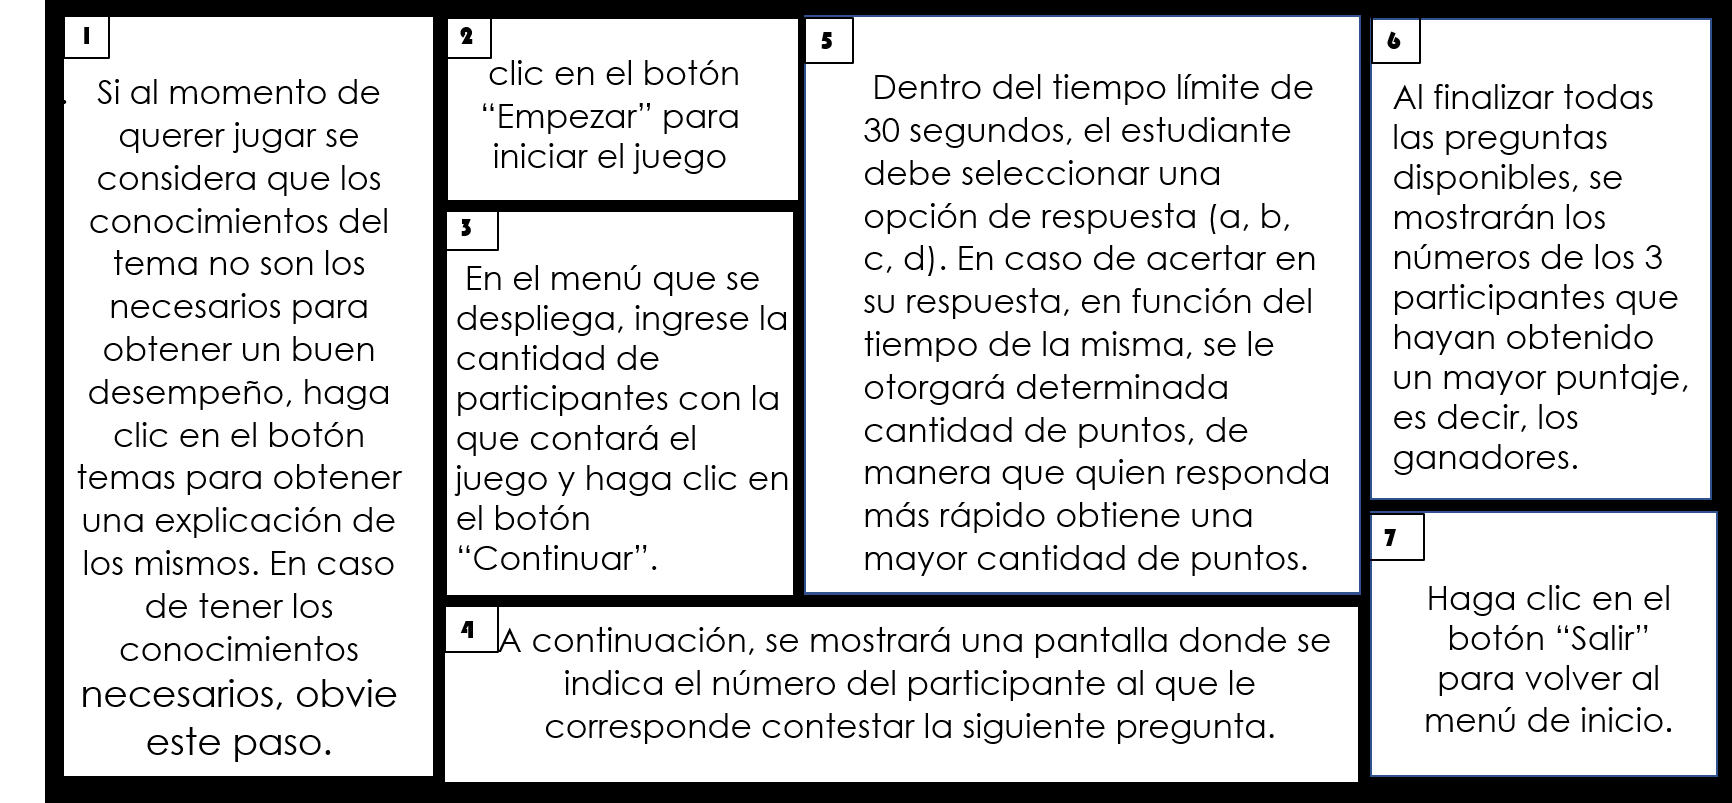 1
. Si al momento de
querer jugar se
considera que los
conocimientos del
tema no son los
necesarios para
obtener un buen
desempeño, haga
clic en el botón
temas para obtener
una explicación de
los mismos. En caso
de tener los
conocimientos
necesarios, obvie
este paso.
2
clic en el botón
“Empezar” para
iniciar el juego
3
En el menú que se
despliega, ingrese la
cantidad de
participantes con la
que contará el
juego y haga clic en
el botón
“Continuar”.
4
A continuación, se mostrará una pantalla donde se
indica el número del participante al que le
corresponde contestar la siguiente pregunta.
5
Dentro del tiempo límite de
30 segundos, el estudiante
debe seleccionar una
opción de respuesta (a, b,
c, d). En caso de acertar en
su respuesta, en función del
tiempo de la misma, se le
otorgará determinada
cantidad de puntos, de
manera que quien responda
más rápido obtiene una
mayor cantidad de puntos.
6
Al finalizar todas
las preguntas
disponibles, se
mostrarán los
números de los 3
participantes que
hayan obtenido
un mayor puntaje,
es decir, los
ganadores.
7
Haga clic en el
botón “Salir”
para volver al
menú de inicio.